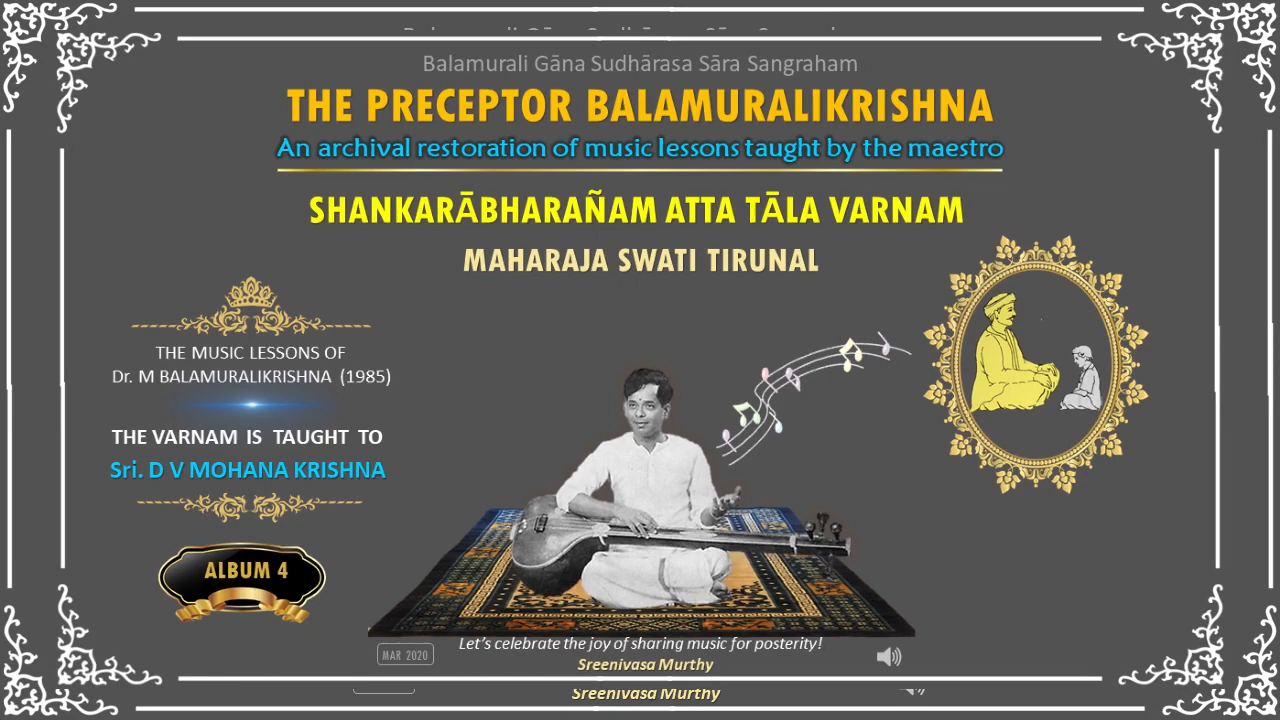 Balamurali Gāna Sudhārasa Sāra Sangraham
THE PRECEPTOR BALAMURALIKRISHNA
An archival restoration of music lessons taught by the maestro
SHANKARĀBHARAÑAM ATTA TĀLA VARNAM
MAHARAJA SWATI TIRUNAL
THE MUSIC LESSONS OF
Dr. M BALAMURALIKRISHNA (1985)
THE VARNAM IS TAUGHT TO
Sri. D V MOHANA KRISHNA
ALBUM 4
Let's celebrate the joy of sharing music for posterity!
MAR 2020
Sreenivasa Murthy
Sreenivasa Murthy